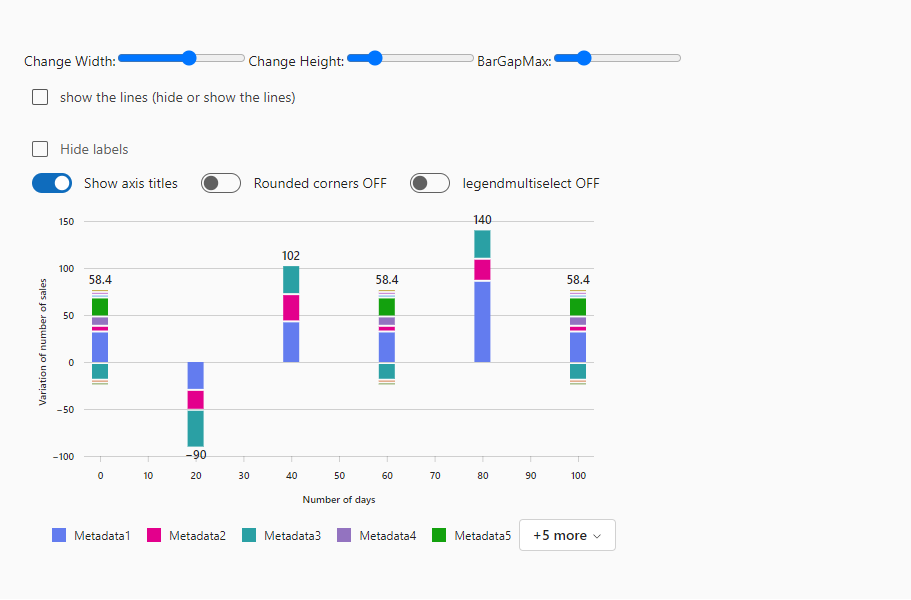 Change Width: Change Height: BarGapMax:
show the lines (hide or show the lines)
Hide labels
Show axis titles Rounded corners OFF legendmultiselect OFF
150
140
102
100
58.4 58.4 58.4
50
0
−50
−90
−100
Variation of number of sales
0 10 20 30 40 50 60 70 80 90 100
Number of days
Metadata1 Metadata2 Metadata3 Metadata4 Metadata5 +5 more